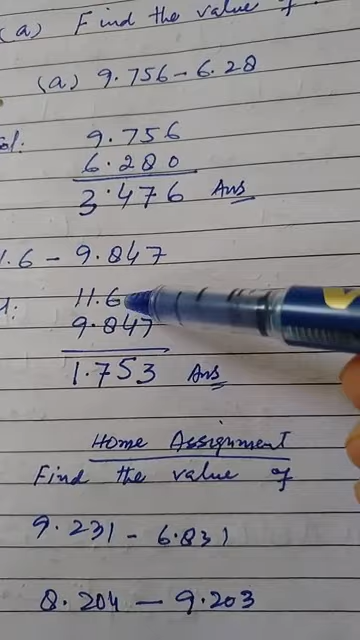 (a) Find the value of
(a) 9.756 - 6.28
Sol:
9.756
6.280
3.476 Ans
1.6 - 9.847
11.6
9.847
1.753 Ans
Home Assignment
Find the value of
9.231 - 6.831
8.204 - 9.203